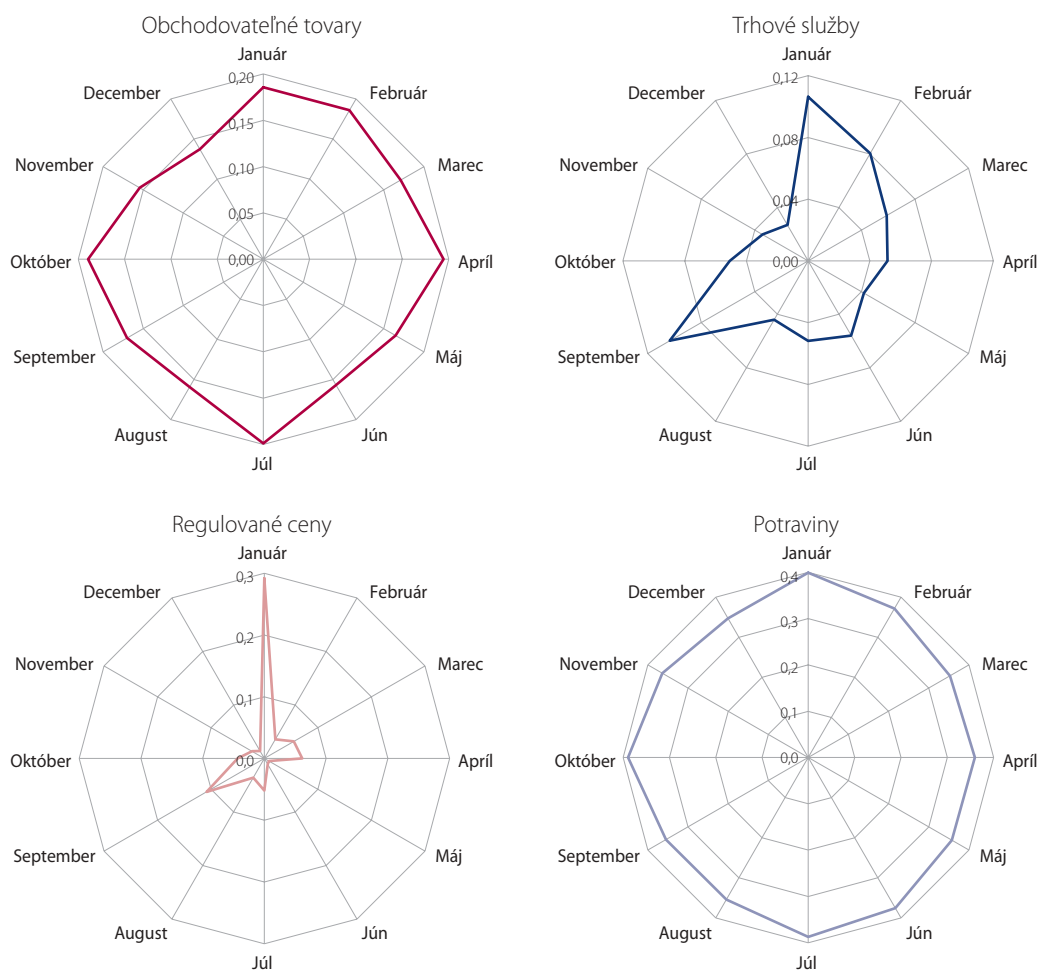 Obchodovateľné tovary
Január
Február
Marec
Apríl
Máj
Jún
Júl
August
September
Október
November
December
0,20
0,15
0,10
0,05
0,00
Trhové služby
Január
Február
Marec
Apríl
Máj
Jún
Júl
August
September
Október
November
December
0,12
0,08
0,04
0,00
Regulované ceny
Január
Február
Marec
Apríl
Máj
Jún
Júl
August
September
Október
November
December
0,3
0,2
0,1
0,0
Potraviny
Január
Február
Marec
Apríl
Máj
Jún
Júl
August
September
Október
November
December
0,4
0,3
0,2
0,1
0,0